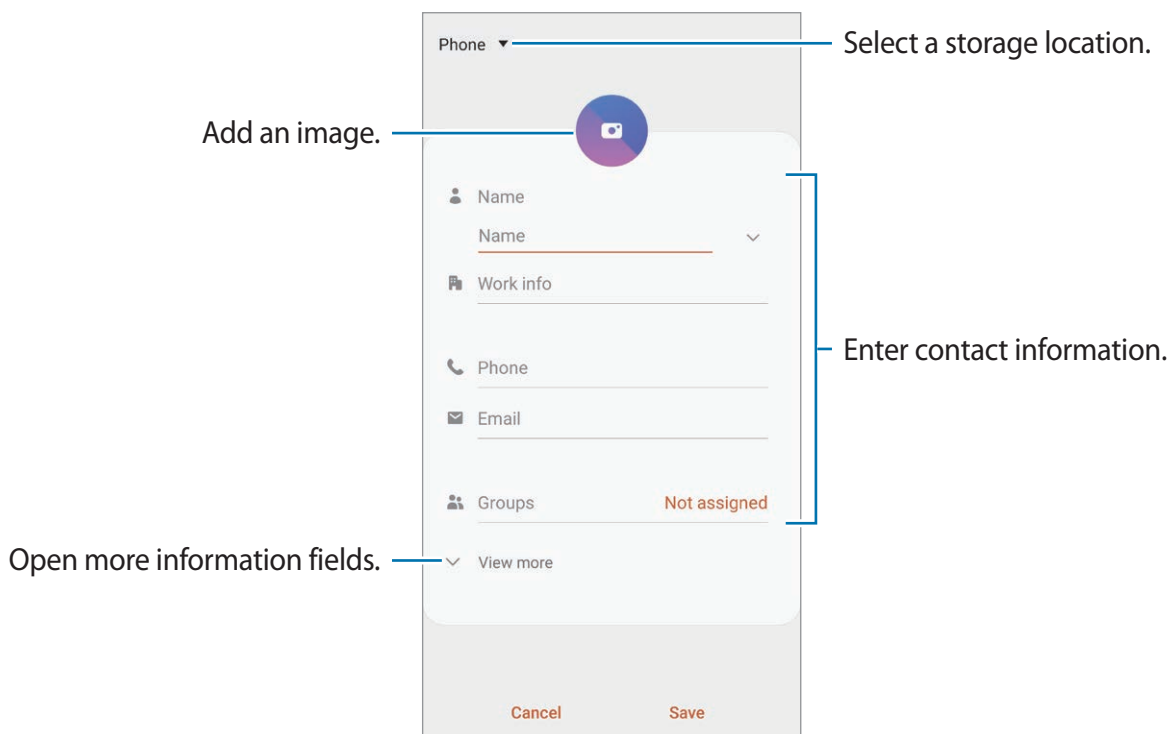 Phone
Select a storage location.
Add an image.
Name
Name
Work info
Enter contact information.
Phone
Email
Groups Not assigned
Open more information fields.
View more
Cancel Save